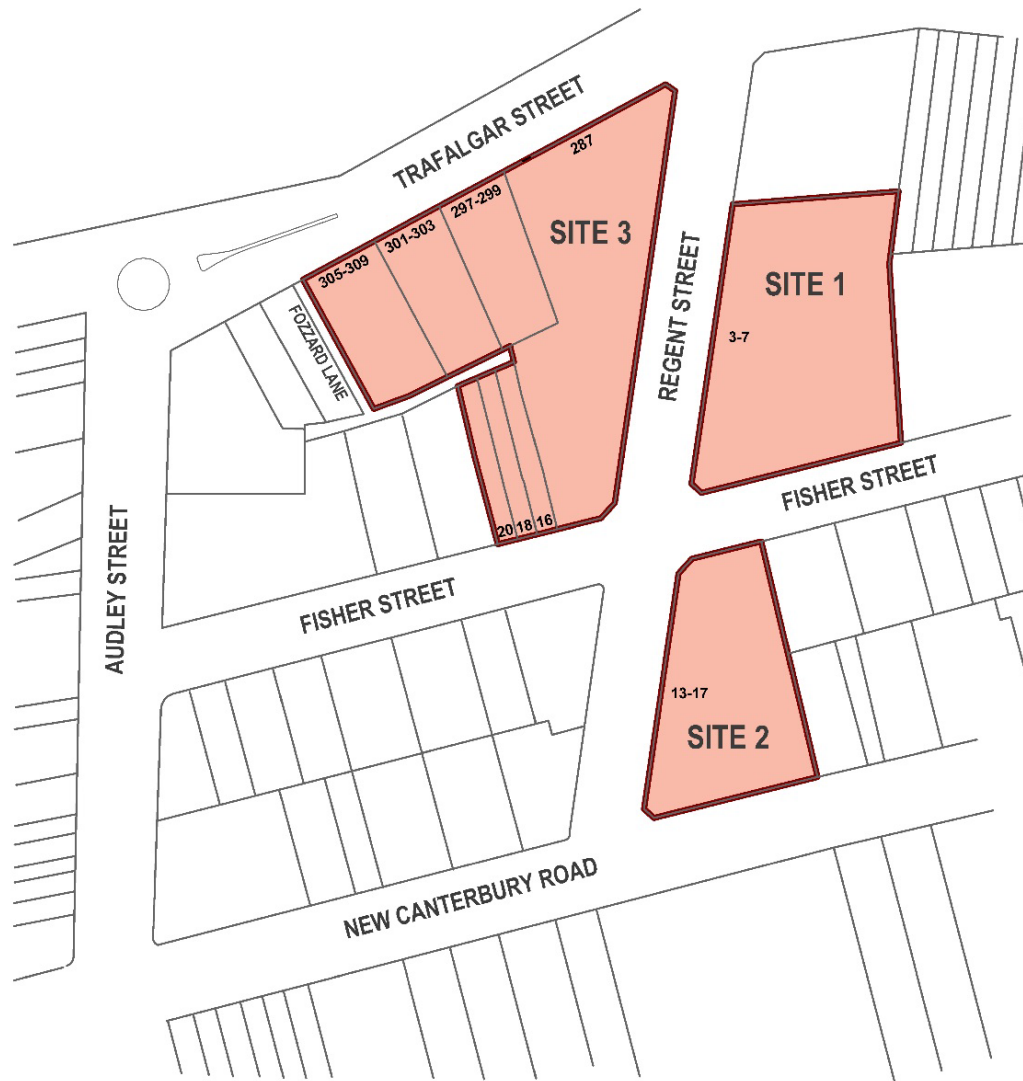 TRAFALGAR STREET
287
297-299
301-303
305-309
SITE 3
FOZZARD LANE
REGENT STREET
SITE 1
3-7
FISHER STREET
20 18 16
AUDLEY STREET
FISHER STREET
13-17
SITE 2
NEW CANTERBURY ROAD